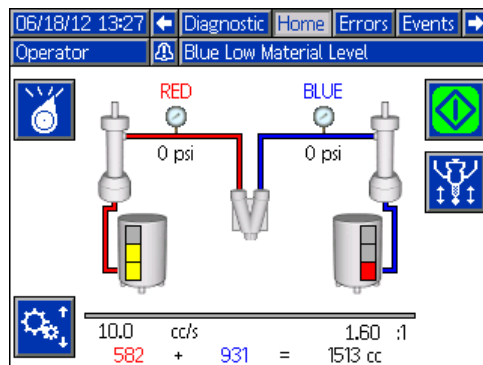 06/18/12 13:27 Diagnostic Home Errors Events
Operator Blue Low Material Level
RED BLUE
0 psi 0 psi
10.0 cc/s 1.60 :1
582 + 931 = 1513 cc